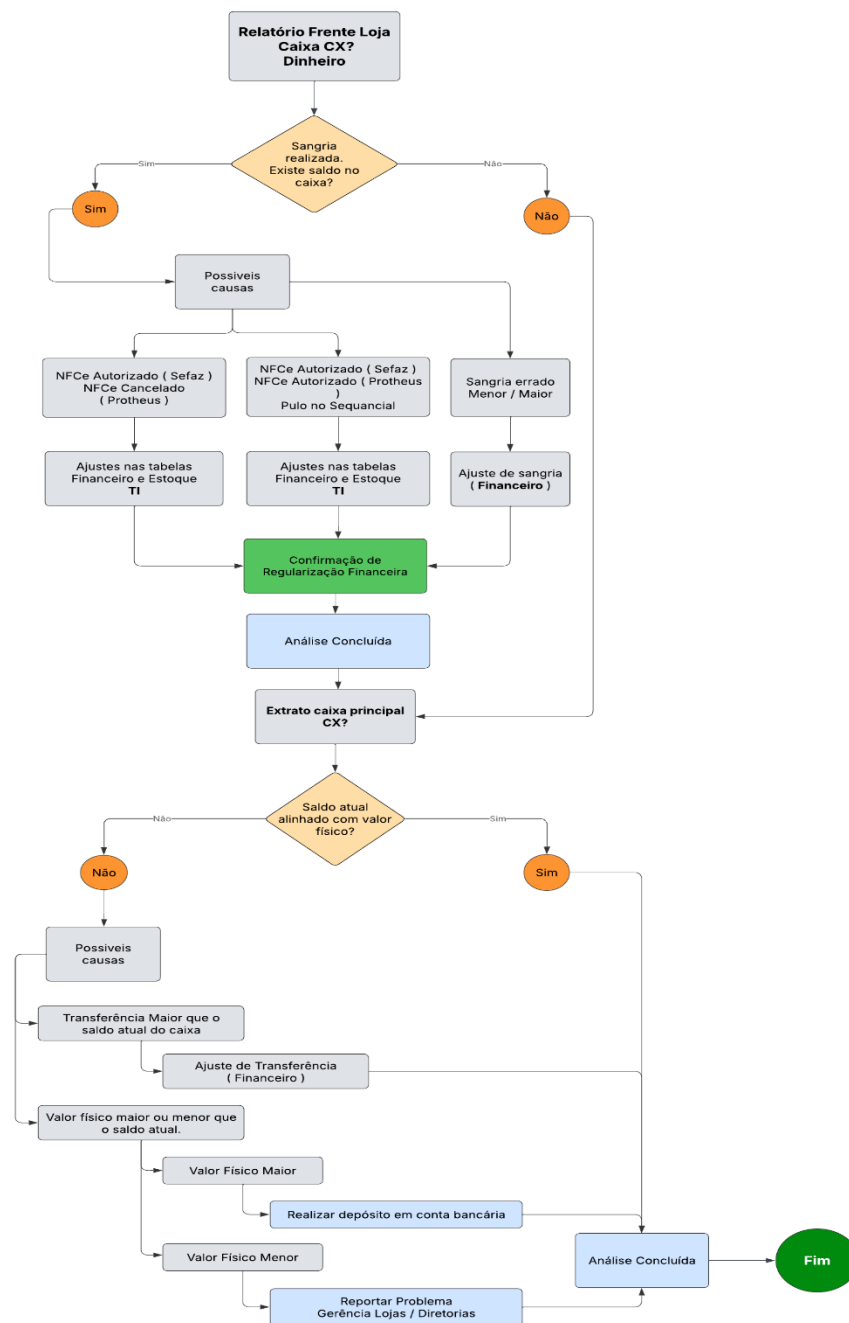 Relatório Frente Loja
Caixa CX?
Dinheiro
Sangria
realizada.
Existe saldo no
caixa?
Sim
Não
Sim
Não
Possiveis
causas
NFCe Autorizado ( Sefaz )
NFCe Cancelado
( Protheus )
NFCe Autorizado ( Sefaz )
NFCe Autorizado ( Protheus
)
Pulo no Sequancial
Sangria errado
Menor / Maior
Ajustes nas tabelas
Financeiro e Estoque
TI
Ajustes nas tabelas
Financeiro e Estoque
TI
Ajuste de sangria
( Financeiro )
Confirmação de
Regularização Financeira
Análise Concluída
Extrato caixa principal
CX?
Saldo atual
alinhado com valor
físico?
Não
Sim
Não
Sim
Possiveis
causas
Transferência Maior que o
saldo atual do caixa
Ajuste de Transferência
( Financeiro )
Valor físico maior ou menor que
o saldo atual.
Valor Físico Maior
Realizar depósito em conta bancária
Valor Físico Menor
Análise Concluída
Fim
Reportar Problema
Gerência Lojas / Diretorias